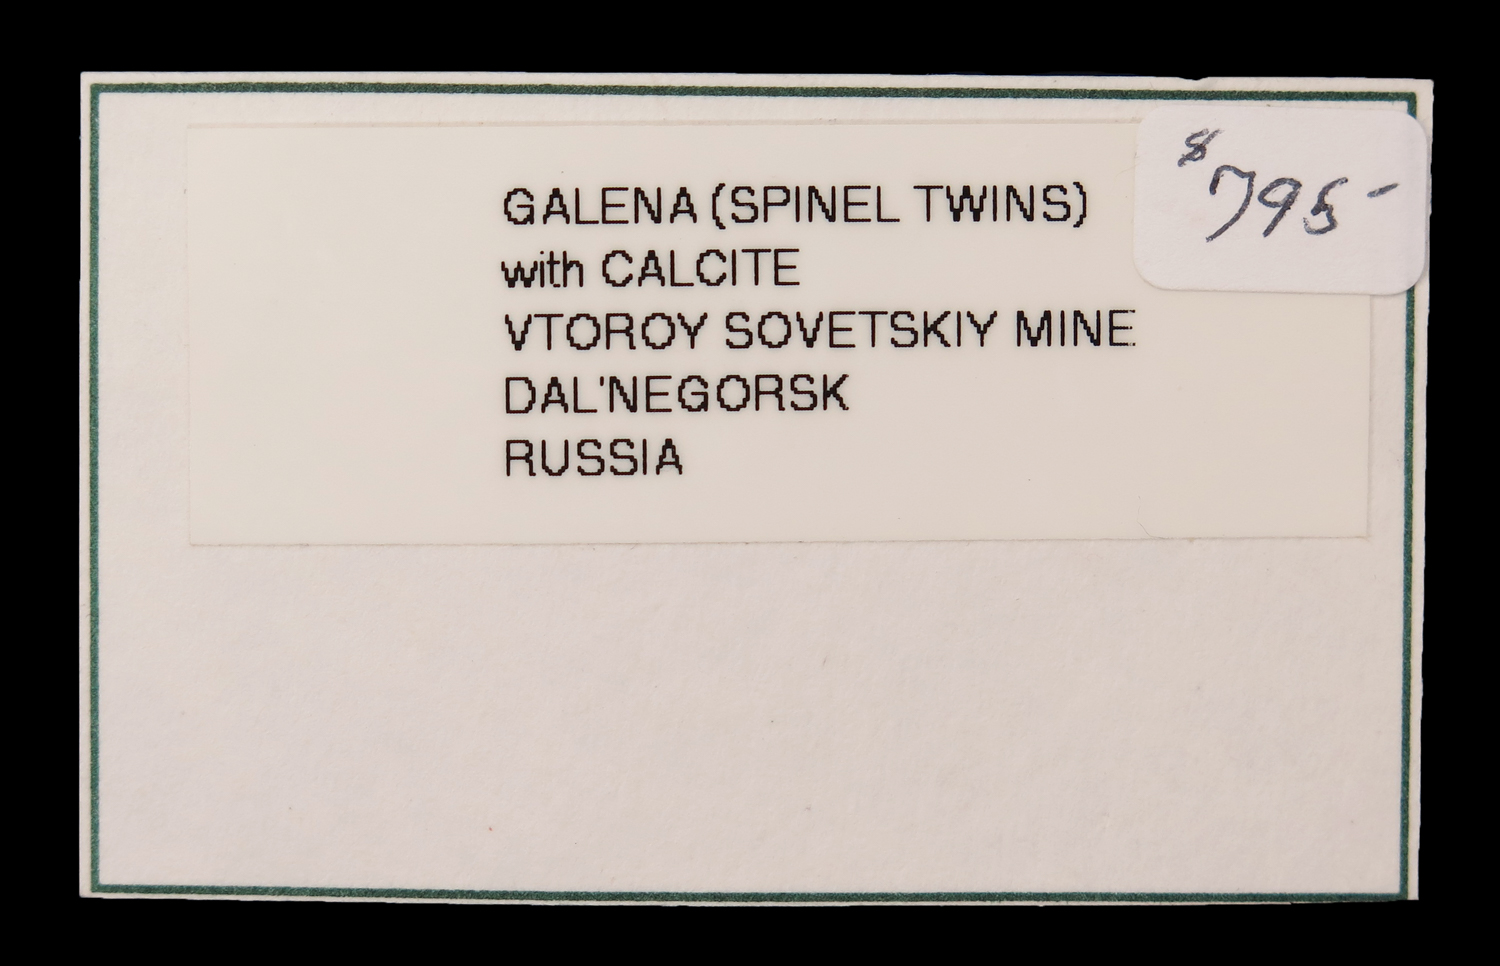 GALENA (SPINEL TWINS)
with CALCITE
VTOROY SOVETSKIY MINE
DAL'NEGORSK
RUSSIA
$795-